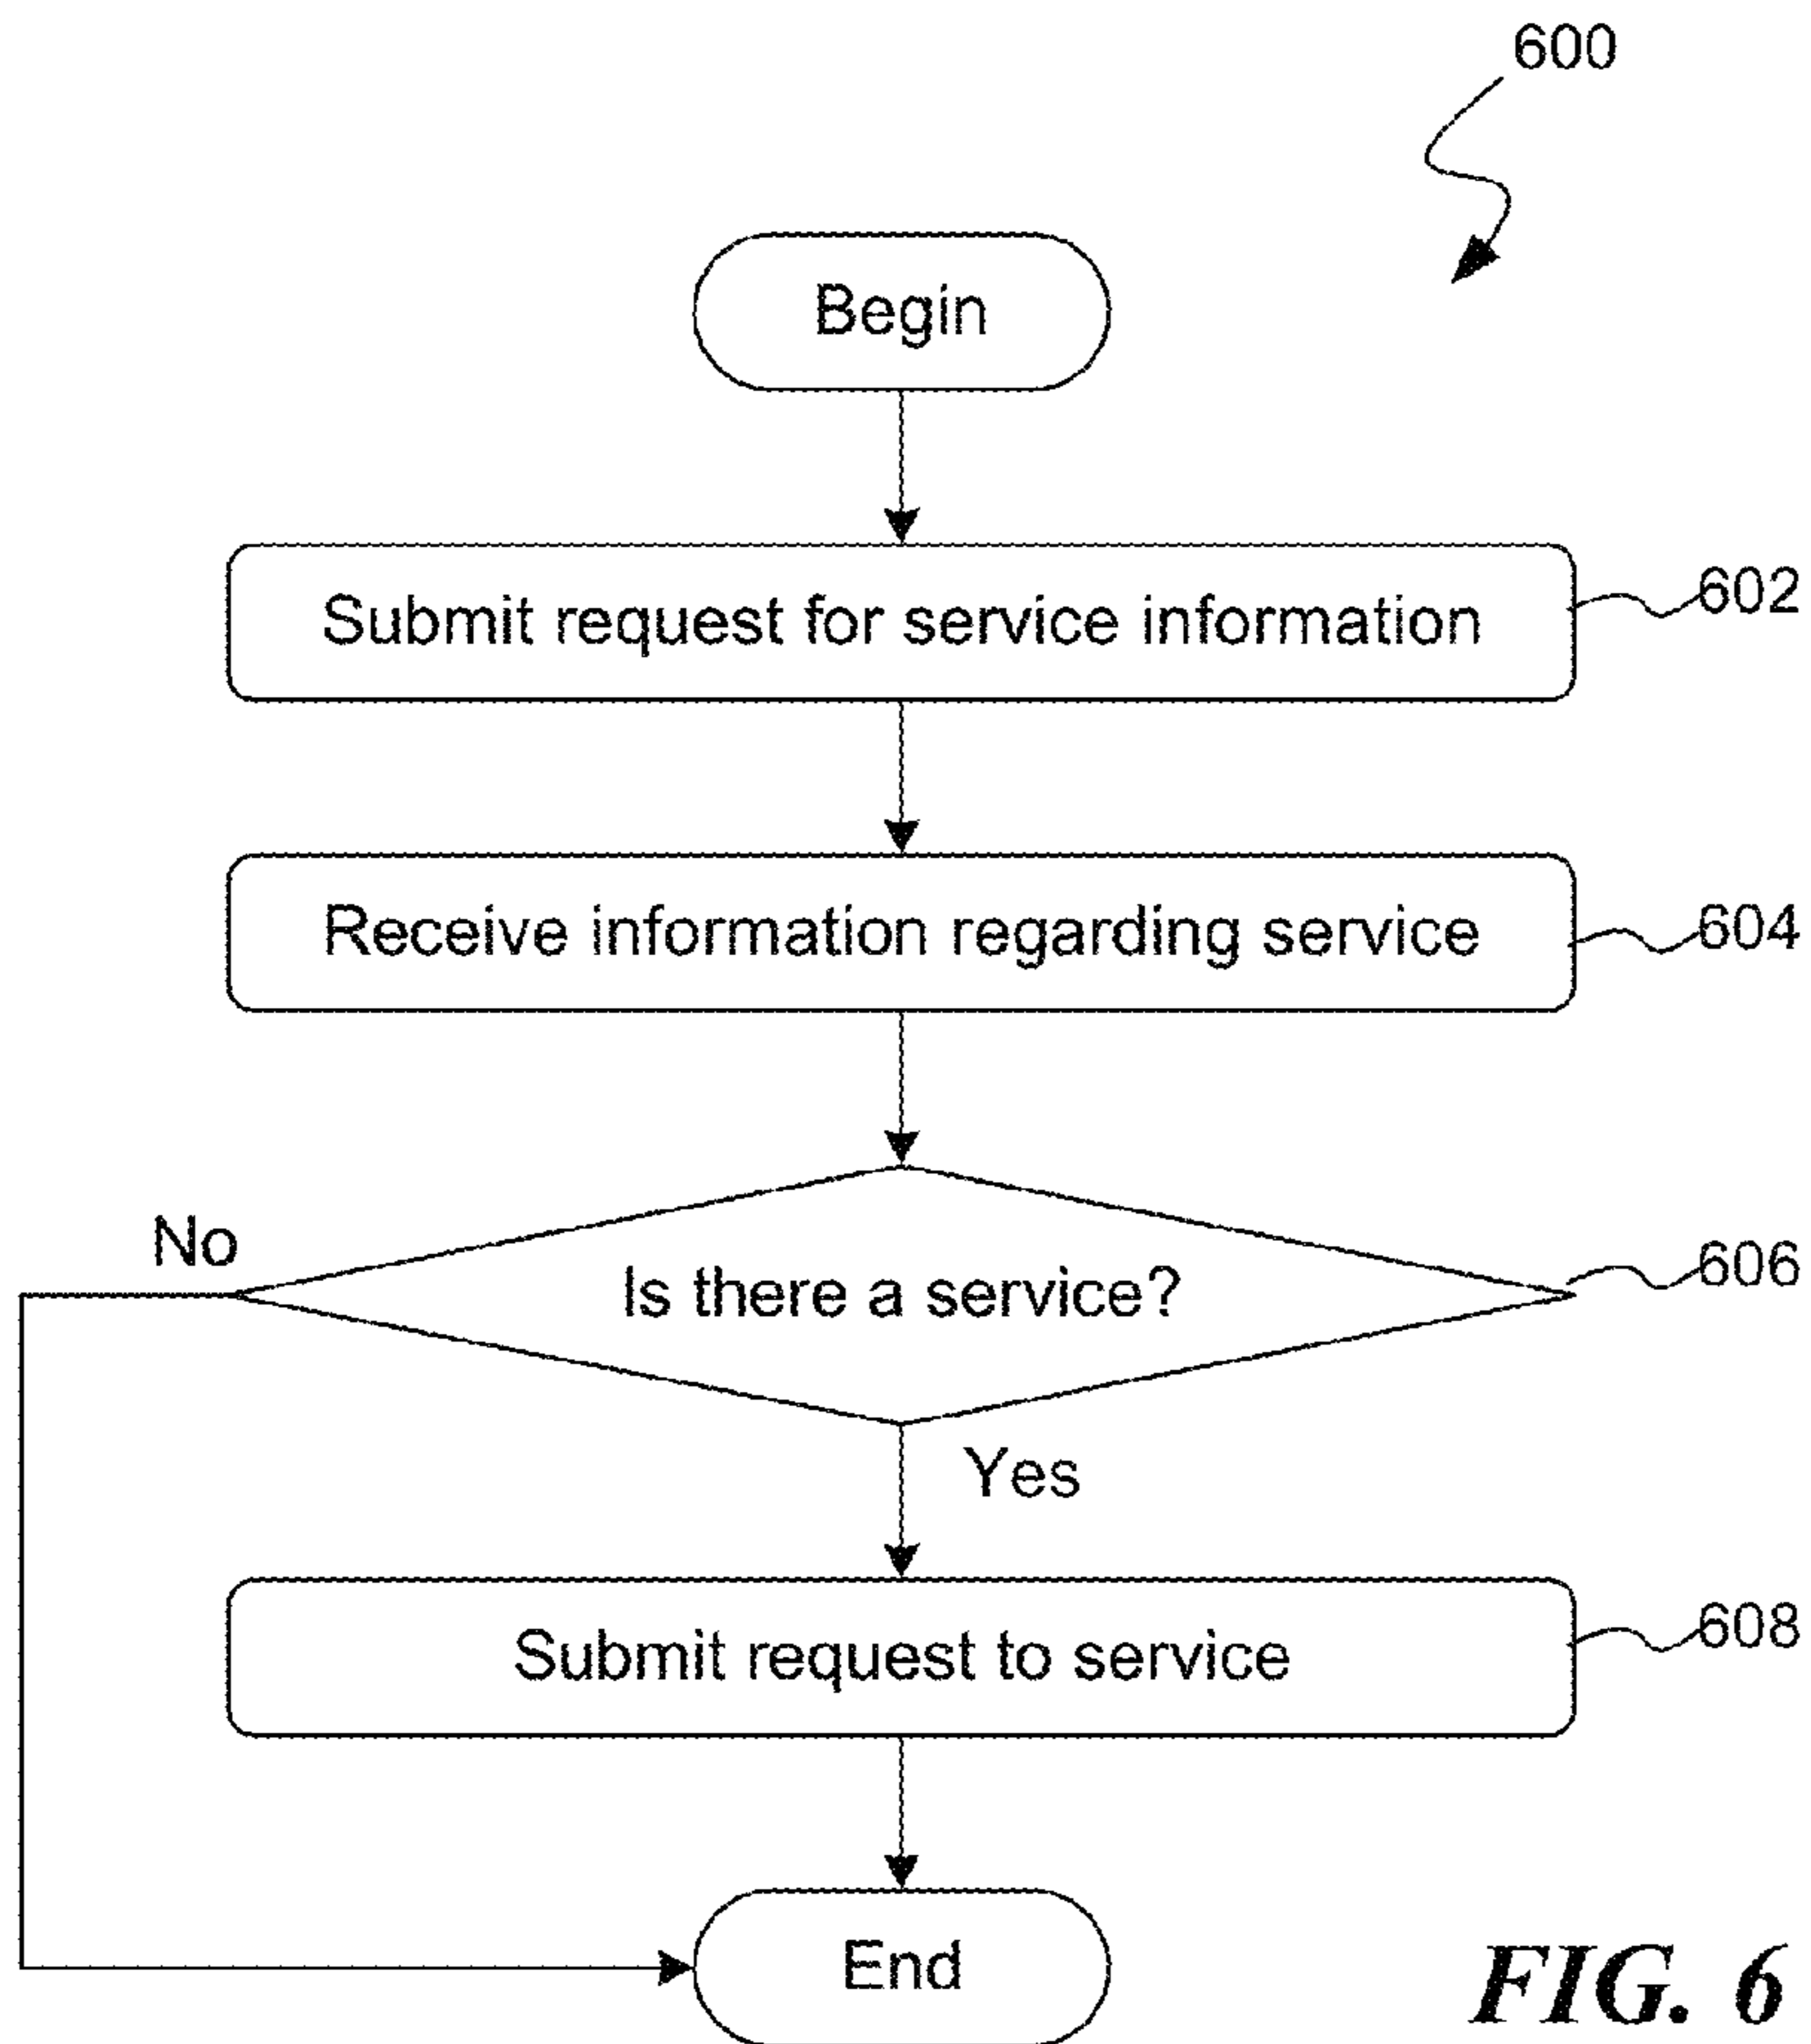 600
Begin
Submit request for service information
602
Receive information regarding service
604
No
Is there a service?
606
Yes
Submit request to service
608
End
FIG. 6